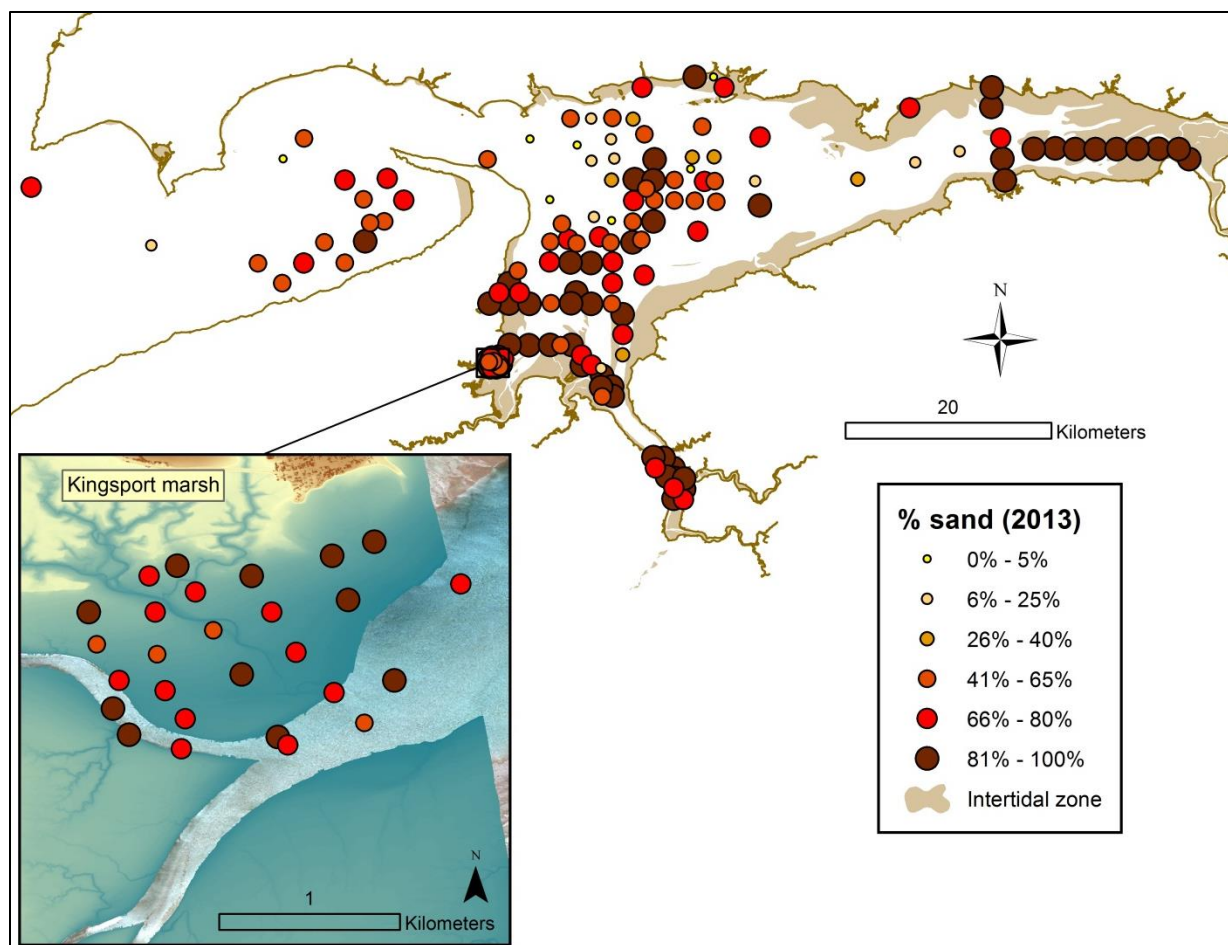 N
20
Kilometers
Kingsport marsh
N
1
Kilometers
% sand (2013)
0% - 5%
6% - 25%
26% - 40%
41% - 65%
66% - 80%
81% - 100%
Intertidal zone